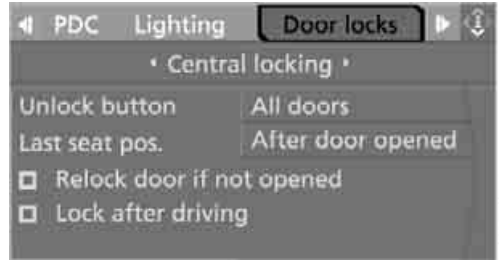 PDC Lighting Door locks
Central locking
Unlock button All doors
Last seat pos. After door opened
Relock door if not opened
Lock after driving